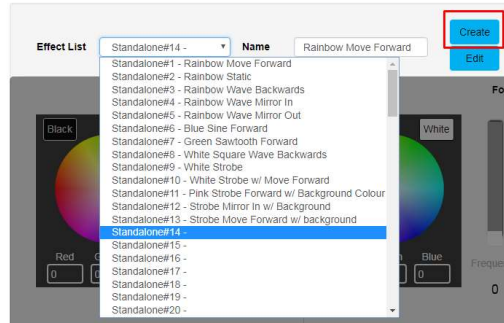 Create
Effect List Standalone#14 - Name Rainbow Move Forward
Edit
Standalone#1 - Rainbow Move Forward
Standalone#2 - Rainbow Static
Standalone#3 - Rainbow Wave Backwards
Standalone#4 - Rainbow Wave Mirror In
Standalone#5 - Rainbow Wave Mirror Out
Standalone#6 - Blue Sine Forward
Standalone#7 - Green Sawtooth Forward
Standalone#8 - White Square Wave Backwards
Standalone#9 - White Strobe
Standalone#10 - White Strobe w/ Move Forward
Standalone#11 - Pink Strobe Forward w/ Background Colour
Standalone#12 - Strobe Mirror In w/ Background
Standalone#13 - Strobe Move Forward w/ background
Standalone#14 -
Standalone#15 -
Standalone#16 -
Standalone#17 -
Standalone#18 -
Standalone#19 -
Standalone#20 -
Fo
Black White
Red G n Blue
0 0 0
Freque
0